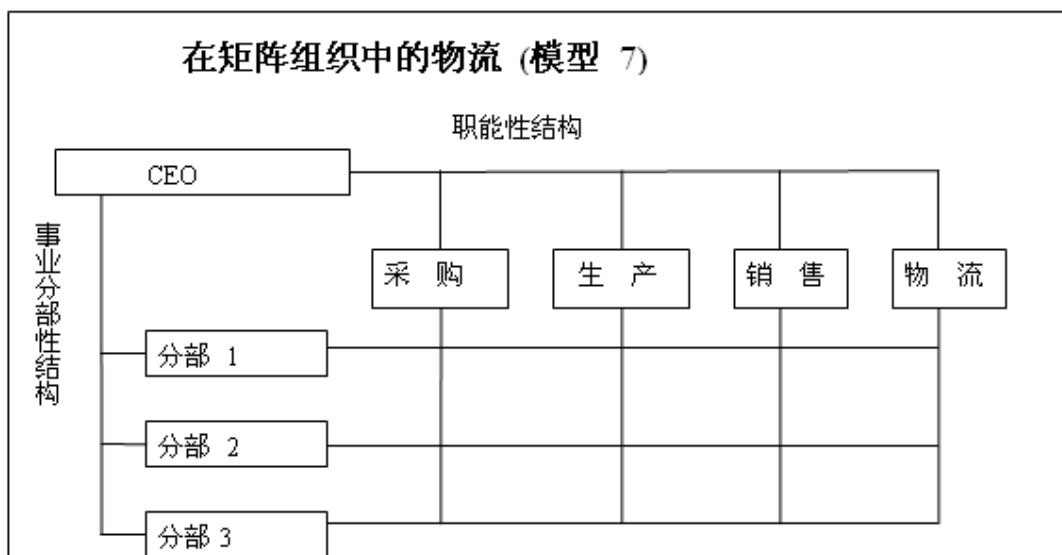 在矩阵组织中的物流 (模型 7)
职能性结构
CEO
事业分部性结构
采 购
生 产
销 售
物 流
分部 1
分部 2
分部 3